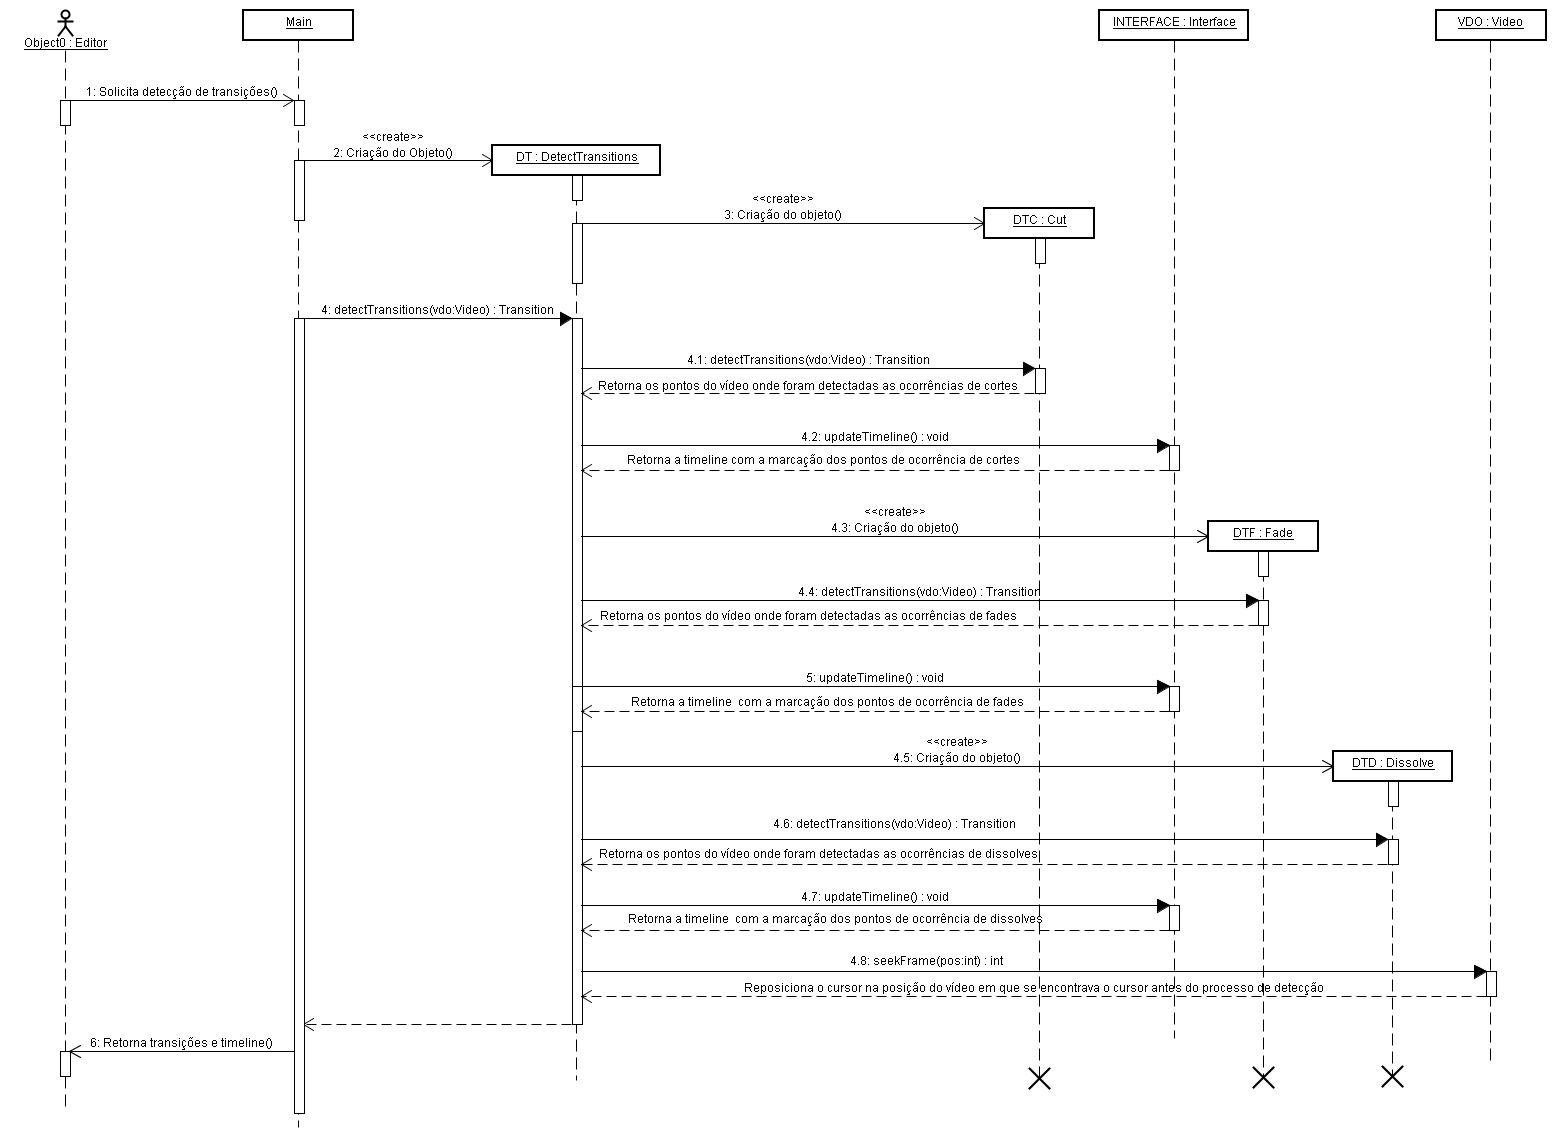 Object0 : Editor
Main
INTERFACE : Interface
VDO : Video
1: Solicita detecção de transições()
<<create>>
2: Criação do Objeto()
DT : DetectTransitions
<<create>>
3: Criação do objeto()
DTC : Cut
4: detectTransitions(vdo:Video) : Transition
4.1: detectTransitions(vdo:Video) : Transition
Retorna os pontos do vídeo onde foram detectadas as ocorrências de cortes
4.2: updateTimeline() : void
Retorna a timeline com a marcação dos pontos de ocorrência de cortes
<<create>>
4.3: Criação do objeto()
DTF : Fade
4.4: detectTransitions(vdo:Video) : Transition
Retorna os pontos do vídeo onde foram detectadas as ocorrências de fades
5: updateTimeline() : void
Retorna a timeline  com a marcação dos pontos de ocorrência de fades
<<create>>
4.5: Criação do objeto()
DTD : Dissolve
4.6: detectTransitions(vdo:Video) : Transition
Retorna os pontos do vídeo onde foram detectadas as ocorrências de dissolves
4.7: updateTimeline() : void
Retorna a timeline  com a marcação dos pontos de ocorrência de dissolves
4.8: seekFrame(pos:int) : int
Reposiciona o cursor na posição do vídeo em que se encontrava o cursor antes do processo de detecção
6: Retorna transições e timeline()